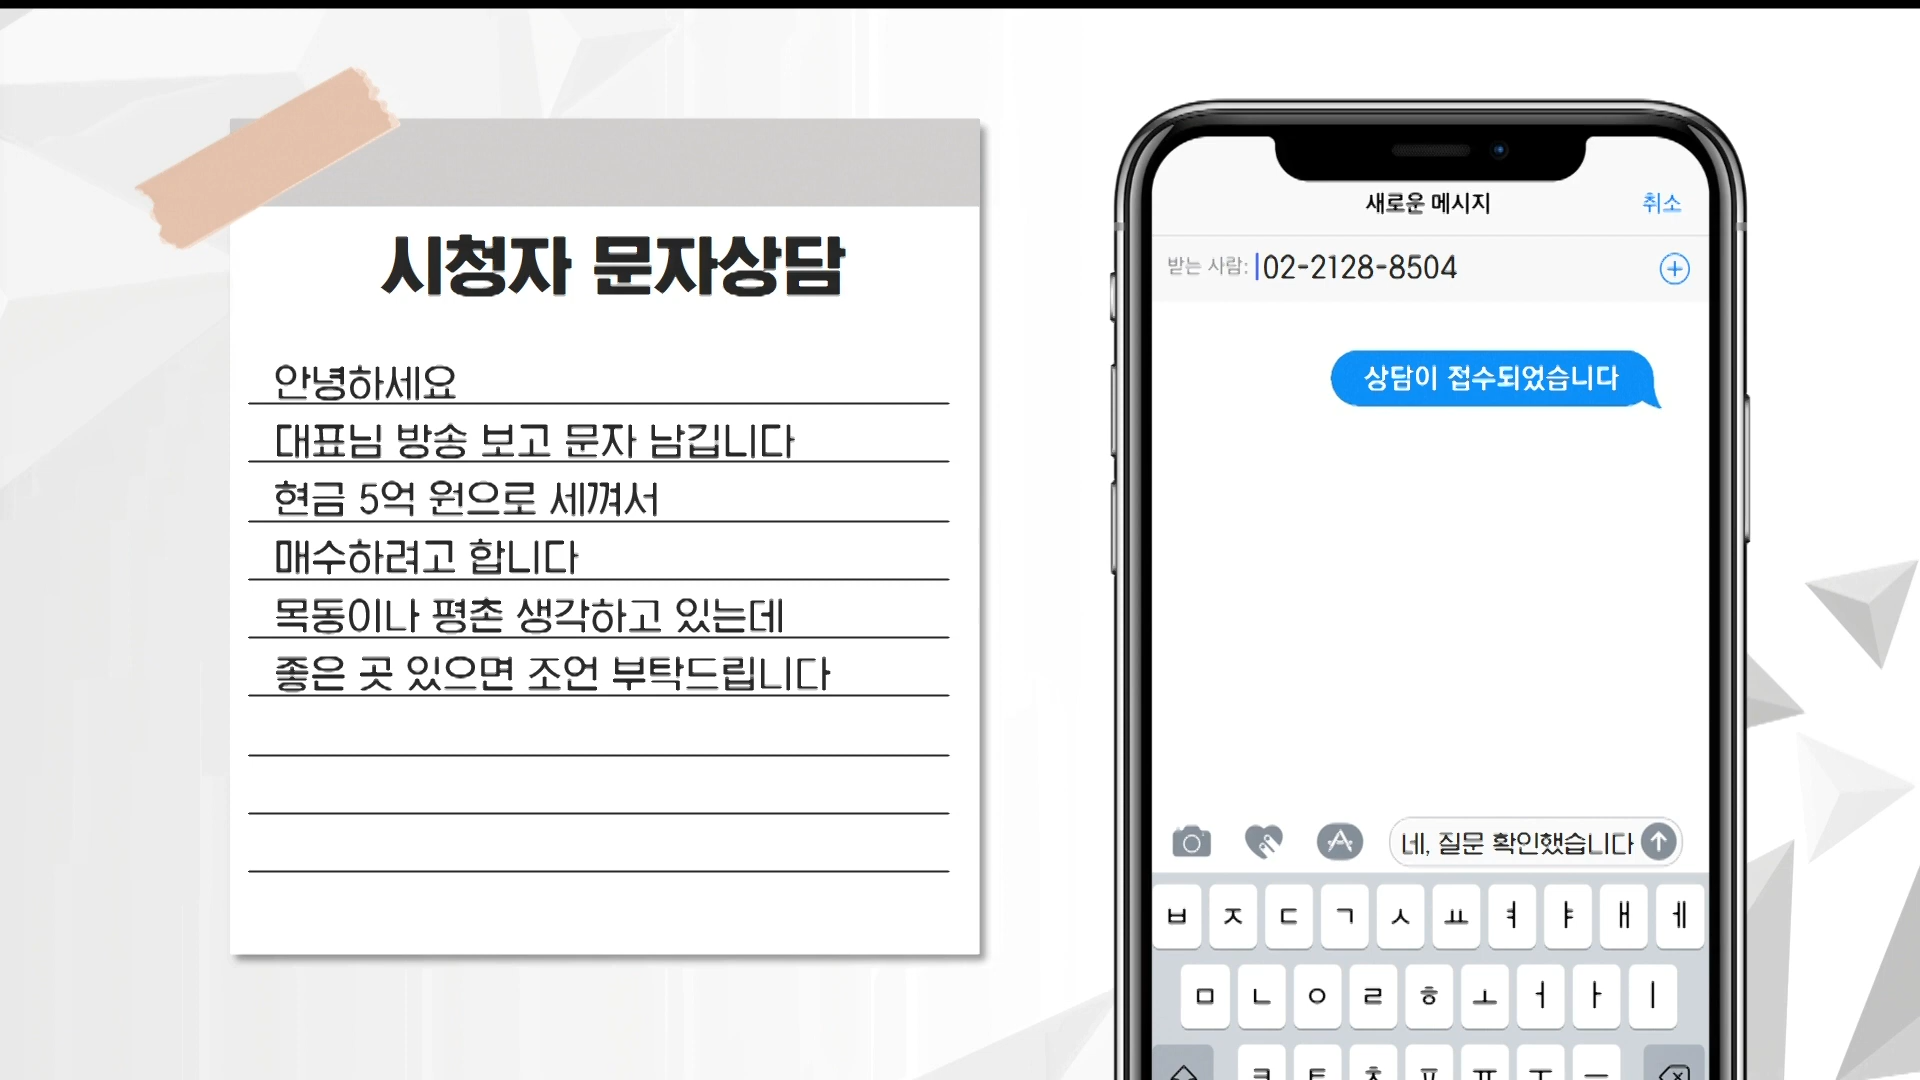 시청자 문자상담
안녕하세요
대표님 방송 보고 문자 남깁니다
현금 5억 원으로 세껴서
매수하려고 합니다
목동이나 평촌 생각하고 있는데
좋은 곳 있으면 조언 부탁드립니다
새로운 메시지
취소
받는 사람: 02-2128-8504
상담이 접수되었습니다
네, 질문 확인했습니다
ㅂ ㅈ ㄷ ㄱ ㅅ ㅛ ㅕ ㅑ ㅐ ㅔ
ㅁ ㄴ ㅇ ㄹ ㅎ ㅗ ㅓ ㅏ ㅣ
ㅋ ㅌ ㅊ ㅍ ㅠ ㅜ ㅡ